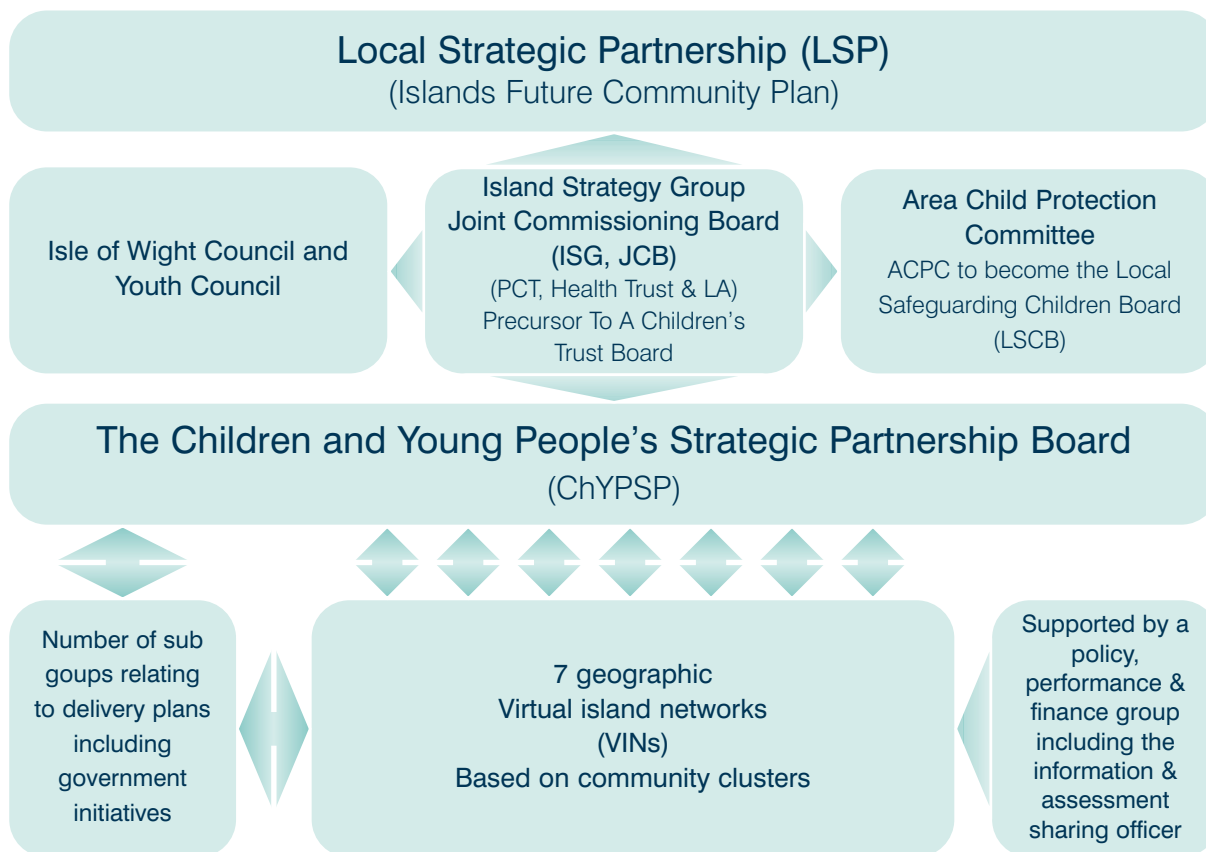 Local Strategic Partnership (LSP)
(Islands Future Community Plan)
Isle of Wight Council and
Youth Council
Island Strategy Group
Joint Commissioning Board
(ISG, JCB)
(PCT, Health Trust & LA)
Precursor To A Children’s
Trust Board
Area Child Protection
Committee
ACPC to become the Local
Safeguarding Children Board
(LSCB)
The Children and Young People’s Strategic Partnership Board
(ChYPSP)
Number of sub
goups relating
to delivery plans
including
government
initiatives
7 geographic
Virtual island networks
(VINs)
Based on community clusters
Supported by a
policy,
performance &
finance group
including the
information &
assessment
sharing officer